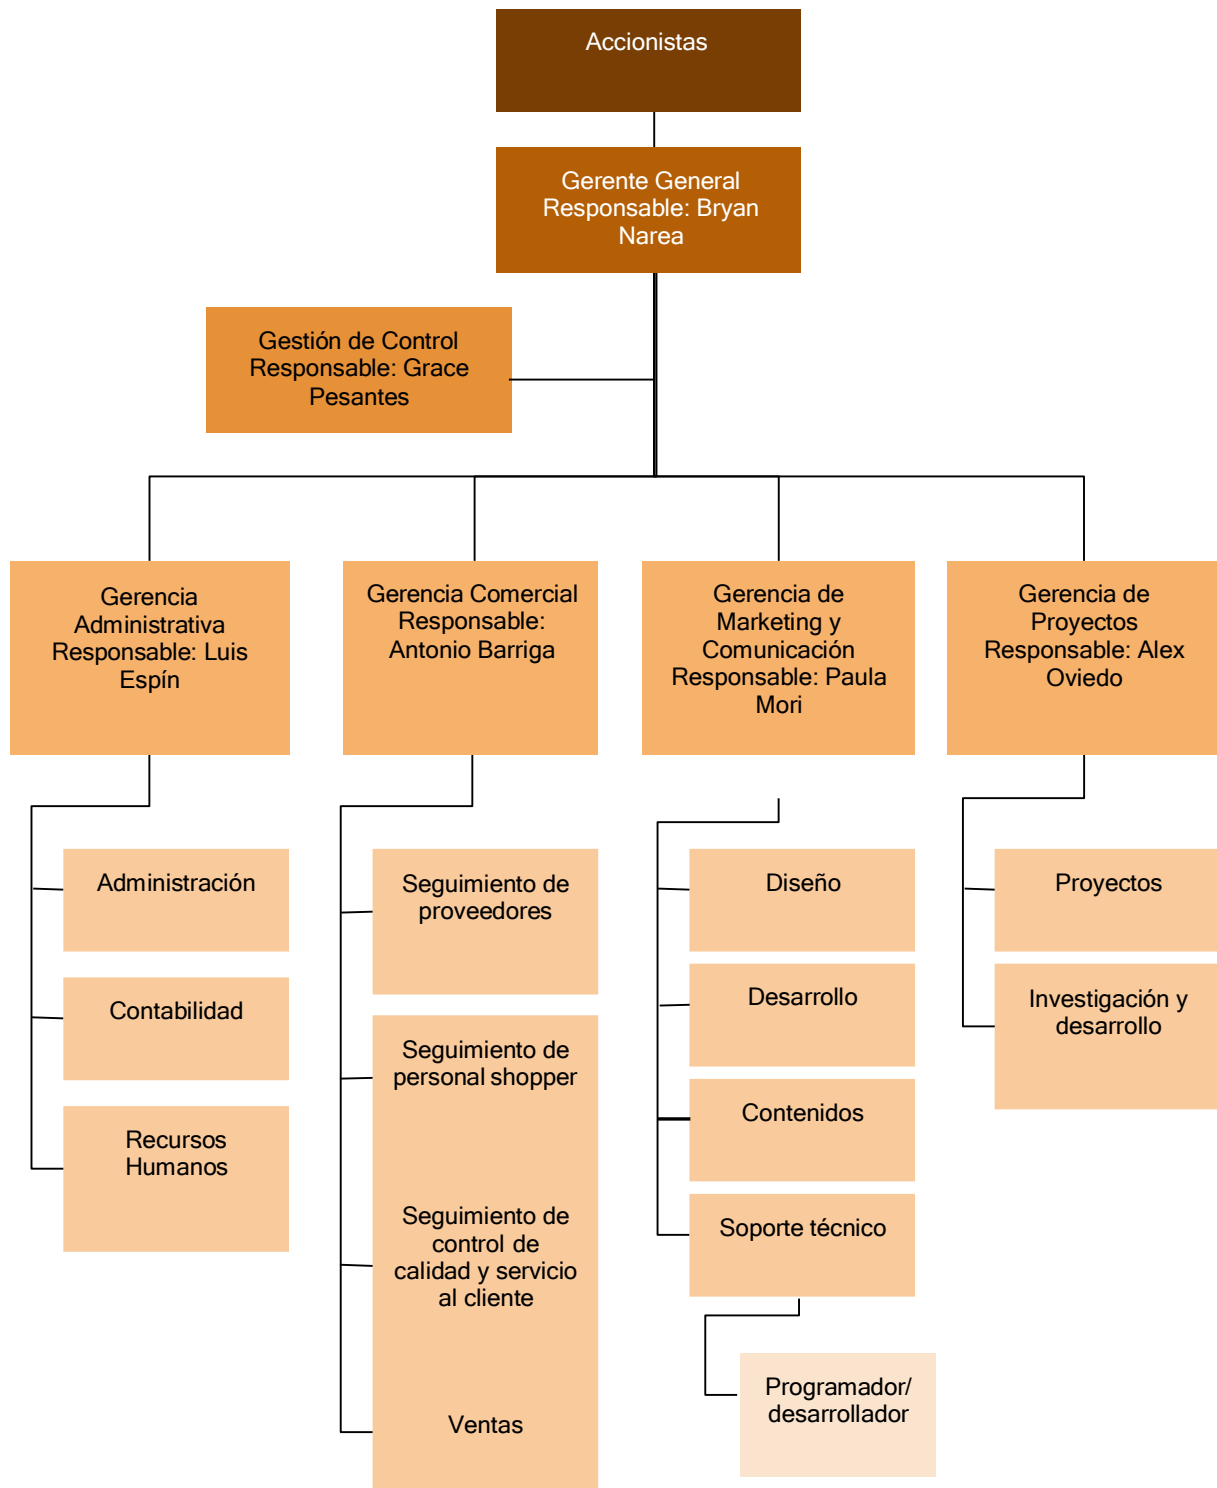 Accionistas
Gerente General
Responsable: Bryan
Narea
Gestión de Control
Responsable: Grace
Pesantes
Gerencia
Administrativa
Responsable: Luis
Espín
Gerencia Comercial
Responsable:
Antonio Barriga
Gerencia de
Marketing y
Comunicación
Responsable: Paula
Mori
Gerencia de
Proyectos
Responsable: Alex
Oviedo
Administración
Contabilidad
Recursos
Humanos
Seguimiento de
proveedores
Seguimiento de
personal shopper
Seguimiento de
control de
calidad y servicio
al cliente
Ventas
Diseño
Desarrollo
Contenidos
Soporte técnico
Programador/
desarrollador
Proyectos
Investigación y
desarrollo